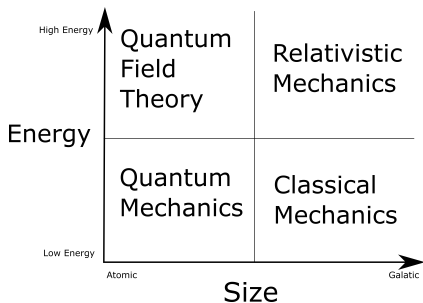 High Energy
Quantum
Field
Theory
Relativistic
Mechanics
Energy
Quantum
Mechanics
Classical
Mechanics
Low Energy
Atomic
Galatic
Size